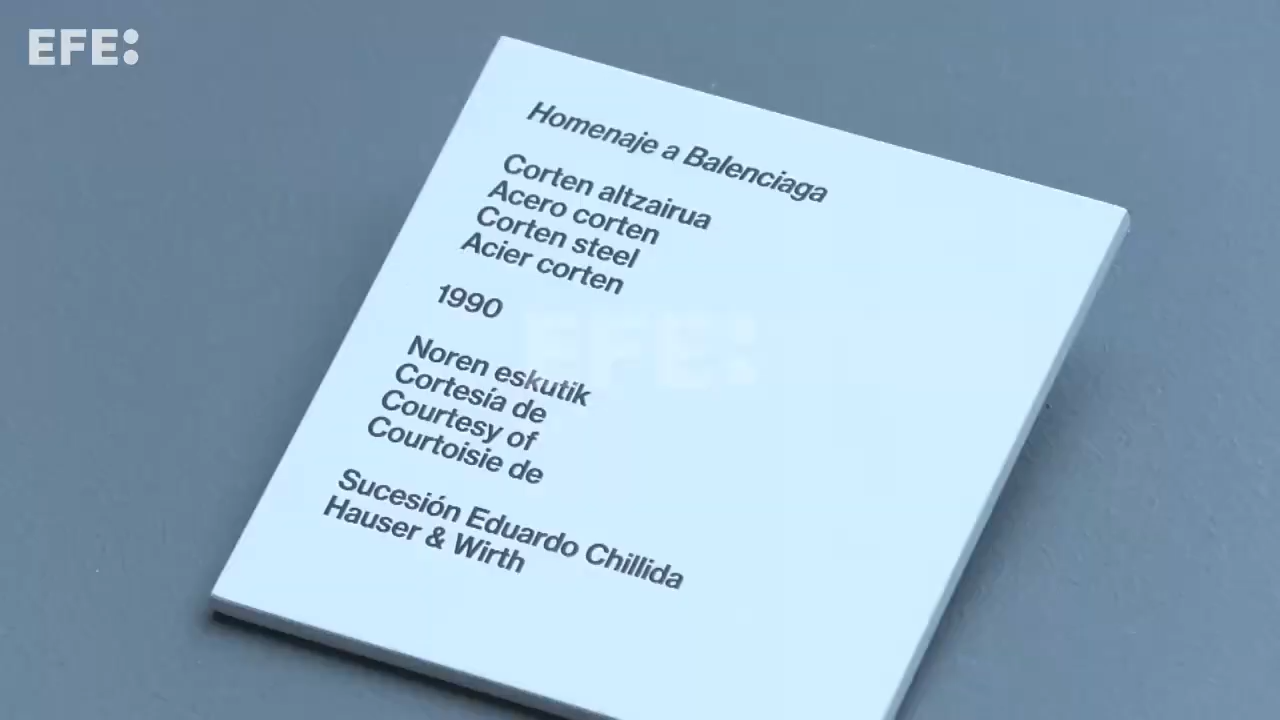 EFE:
Homenaje a Balenciaga
Corten altzairua
Acero corten
Corten steel
Acier corten
1990
EFE:
Noren eskutik
Cortesía de
Courtesy of
Courtoisie de
Sucesión Eduardo Chillida
Hauser & Wirth